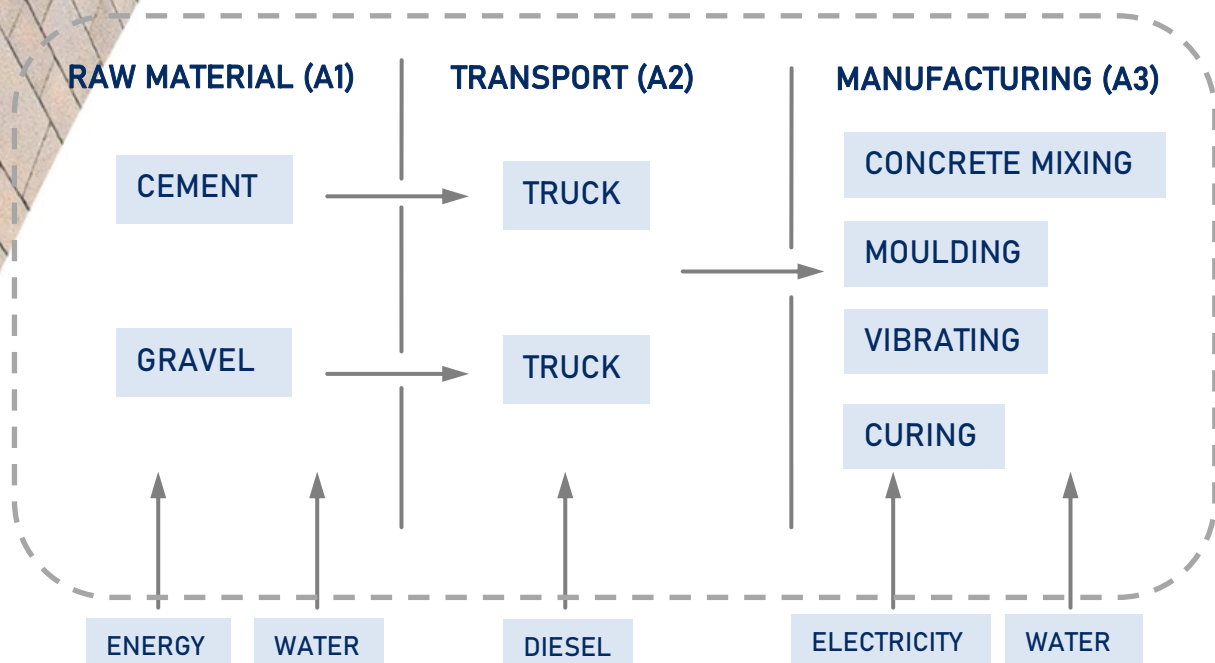 RAW MATERIAL (A1)
TRANSPORT (A2)
MANUFACTURING (A3)
CEMENT
TRUCK
CONCRETE MIXING
MOULDING
VIBRATING
GRAVEL
TRUCK
CURING
ENERGY
WATER
DIESEL
ELECTRICITY
WATER